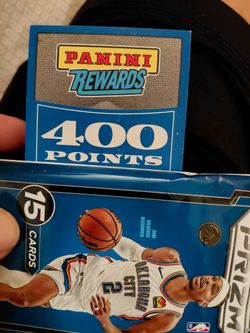 PANINI
REWARDS
400
POINTS
PRIZM
15
CARDS
OKLAHOMA
CITY
2